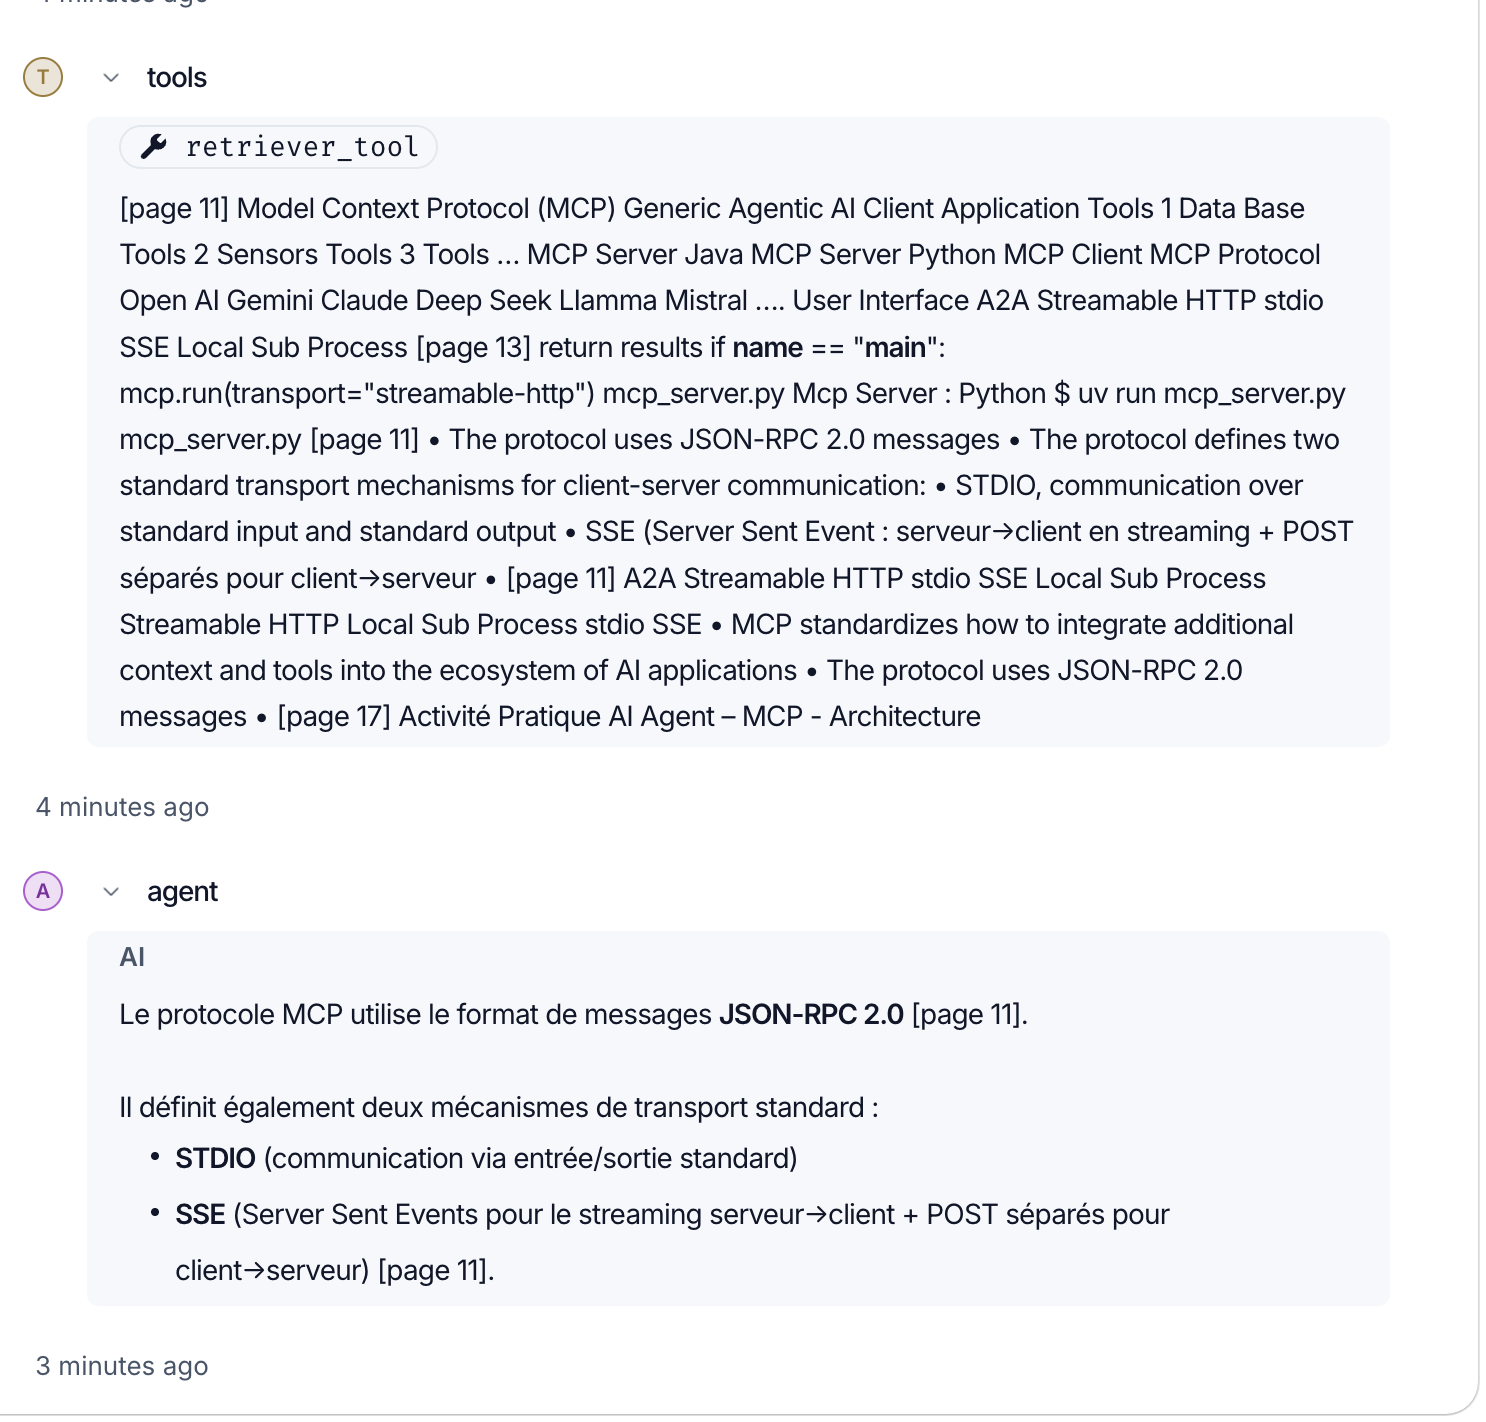 T tools
retriever_tool
[page 11] Model Context Protocol (MCP) Generic Agentic AI Client Application Tools 1 Data Base
Tools 2 Sensors Tools 3 Tools ... MCP Server Java MCP Server Python MCP Client MCP Protocol
Open AI Gemini Claude Deep Seek Llamma Mistral .... User Interface A2A Streamable HTTP stdio
SSE Local Sub Process [page 13] return results if name == "main":
mcp.run(transport="streamable-http") mcp_server.py Mcp Server : Python $ uv run mcp_server.py
mcp_server.py [page 11] • The protocol uses JSON-RPC 2.0 messages • The protocol defines two
standard transport mechanisms for client-server communication: • STDIO, communication over
standard input and standard output • SSE (Server Sent Event : serveur→client en streaming + POST
séparés pour client→serveur • [page 11] A2A Streamable HTTP stdio SSE Local Sub Process
Streamable HTTP Local Sub Process stdio SSE • MCP standardizes how to integrate additional
context and tools into the ecosystem of AI applications • The protocol uses JSON-RPC 2.0
messages • [page 17] Activité Pratique AI Agent – MCP - Architecture
4 minutes ago
A agent
AI
Le protocole MCP utilise le format de messages JSON-RPC 2.0 [page 11].
Il définit également deux mécanismes de transport standard :
• STDIO (communication via entrée/sortie standard)
• SSE (Server Sent Events pour le streaming serveur→client + POST séparés pour
client→serveur) [page 11].
3 minutes ago